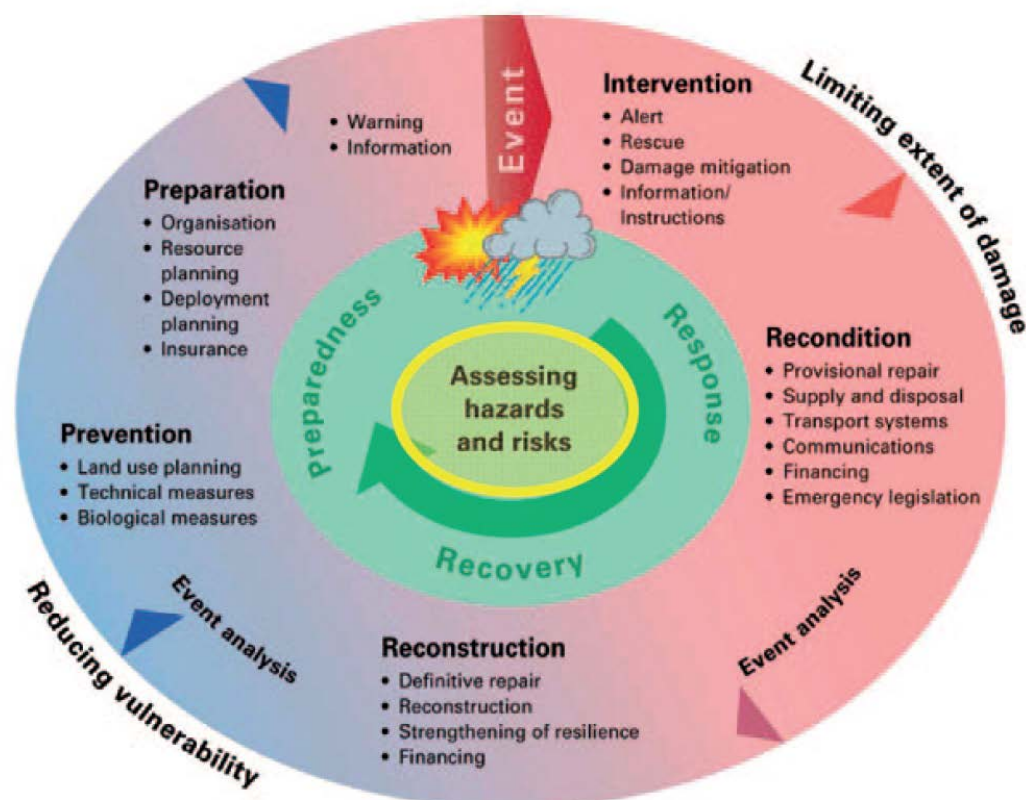 Event
Intervention
• Alert
• Rescue
• Damage mitigation
• Information/
Instructions
Limiting extent of damage
Recondition
• Provisional repair
• Supply and disposal
• Transport systems
• Communications
• Financing
• Emergency legislation
Event analysis
Reconstruction
• Definitive repair
• Reconstruction
• Strengthening of resilience
• Financing
Event analysis
Reducing vulnerability
Prevention
• Land use planning
• Technical measures
• Biological measures
Preparation
• Organisation
• Resource
planning
• Deployment
planning
• Insurance
• Warning
• Information
Preparedness
Response
Recovery
Assessing
hazards
and risks